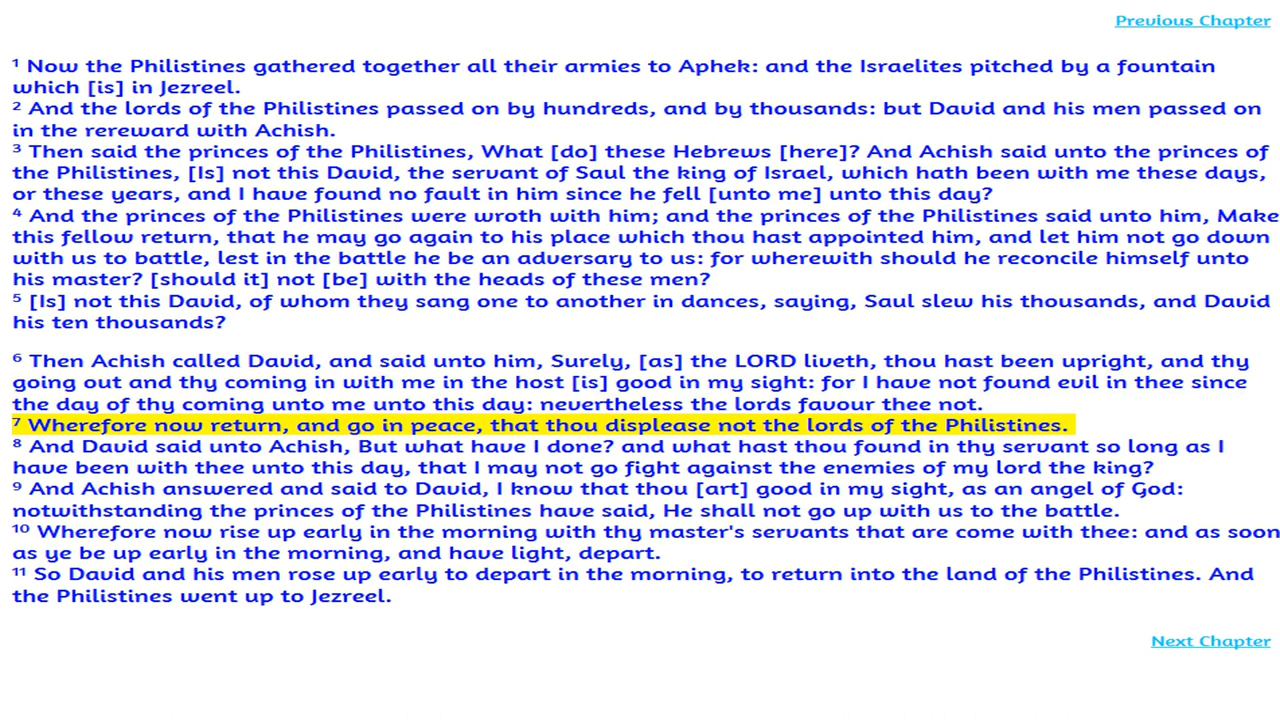 Previous Chapter
¹ Now the Philistines gathered together all their armies to Aphek: and the Israelites pitched by a fountain
which [is] in Jezreel.
² And the lords of the Philistines passed on by hundreds, and by thousands: but David and his men passed on
in the rereward with Achish.
³ Then said the princes of the Philistines, What [do] these Hebrews [here]? And Achish said unto the princes of
the Philistines, [Is] not this David, the servant of Saul the king of Israel, which hath been with me these days,
or these years, and I have found no fault in him since he fell [unto me] unto this day?
⁴ And the princes of the Philistines were wroth with him; and the princes of the Philistines said unto him, Make
this fellow return, that he may go again to his place which thou hast appointed him, and let him not go down
with us to battle, lest in the battle he be an adversary to us: for wherewith should he reconcile himself unto
his master? [should it] not [be] with the heads of these men?
⁵ [Is] not this David, of whom they sang one to another in dances, saying, Saul slew his thousands, and David
his ten thousands?
⁶ Then Achish called David, and said unto him, Surely, [as] the LORD liveth, thou hast been upright, and thy
going out and thy coming in with me in the host [is] good in my sight: for I have not found evil in thee since
the day of thy coming unto me unto this day: nevertheless the lords favour thee not.
⁷ Wherefore now return, and go in peace, that thou displease not the lords of the Philistines.
⁸ And David said unto Achish, But what have I done? and what hast thou found in thy servant so long as I
have been with thee unto this day, that I may not go fight against the enemies of my lord the king?
⁹ And Achish answered and said to David, I know that thou [art] good in my sight, as an angel of God:
notwithstanding the princes of the Philistines have said, He shall not go up with us to the battle.
¹⁰ Wherefore now rise up early in the morning with thy master's servants that are come with thee: and as soon
as ye be up early in the morning, and have light, depart.
¹¹ So David and his men rose up early to depart in the morning, to return into the land of the Philistines. And
the Philistines went up to Jezreel.
Next Chapter